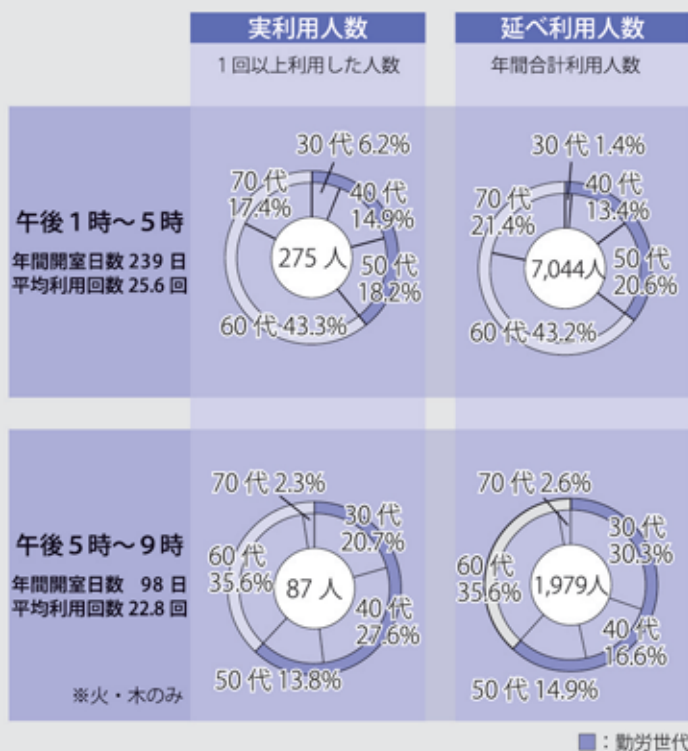 実利用人数
1回以上利用した人数
延べ利用人数
年間合計利用人数
午後1時～5時
年間開室日数 239 日
平均利用回数 25.6 回
30 代 6.2%
40 代
14.9%
50 代
18.2%
60 代 43.3%
70 代
17.4%
275 人
30 代 1.4%
40 代
13.4%
50 代
20.6%
60 代 43.2%
70 代
21.4%
7,044人
午後5時～9時
年間開室日数 98 日
平均利用回数 22.8 回
※火・木のみ
70 代 2.3%
30 代
20.7%
40 代
27.6%
50 代 13.8%
60 代
35.6%
87 人
70 代 2.6%
30 代
30.3%
40 代
16.6%
50 代 14.9%
60 代
35.6%
1,979人
：勤労世代